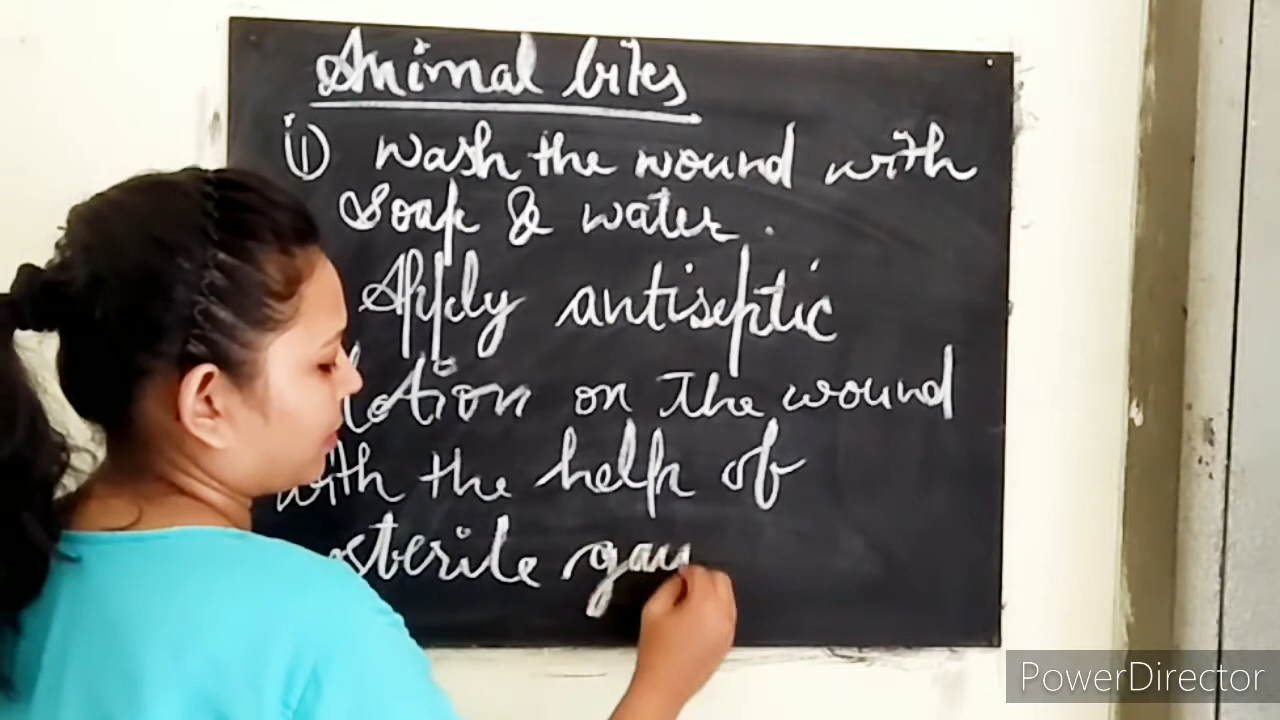 Animal bites
i) Wash the wound with
Soap & water.
Apply antiseptic
lotion on the wound
with the help of
sterile gau
PowerDirector